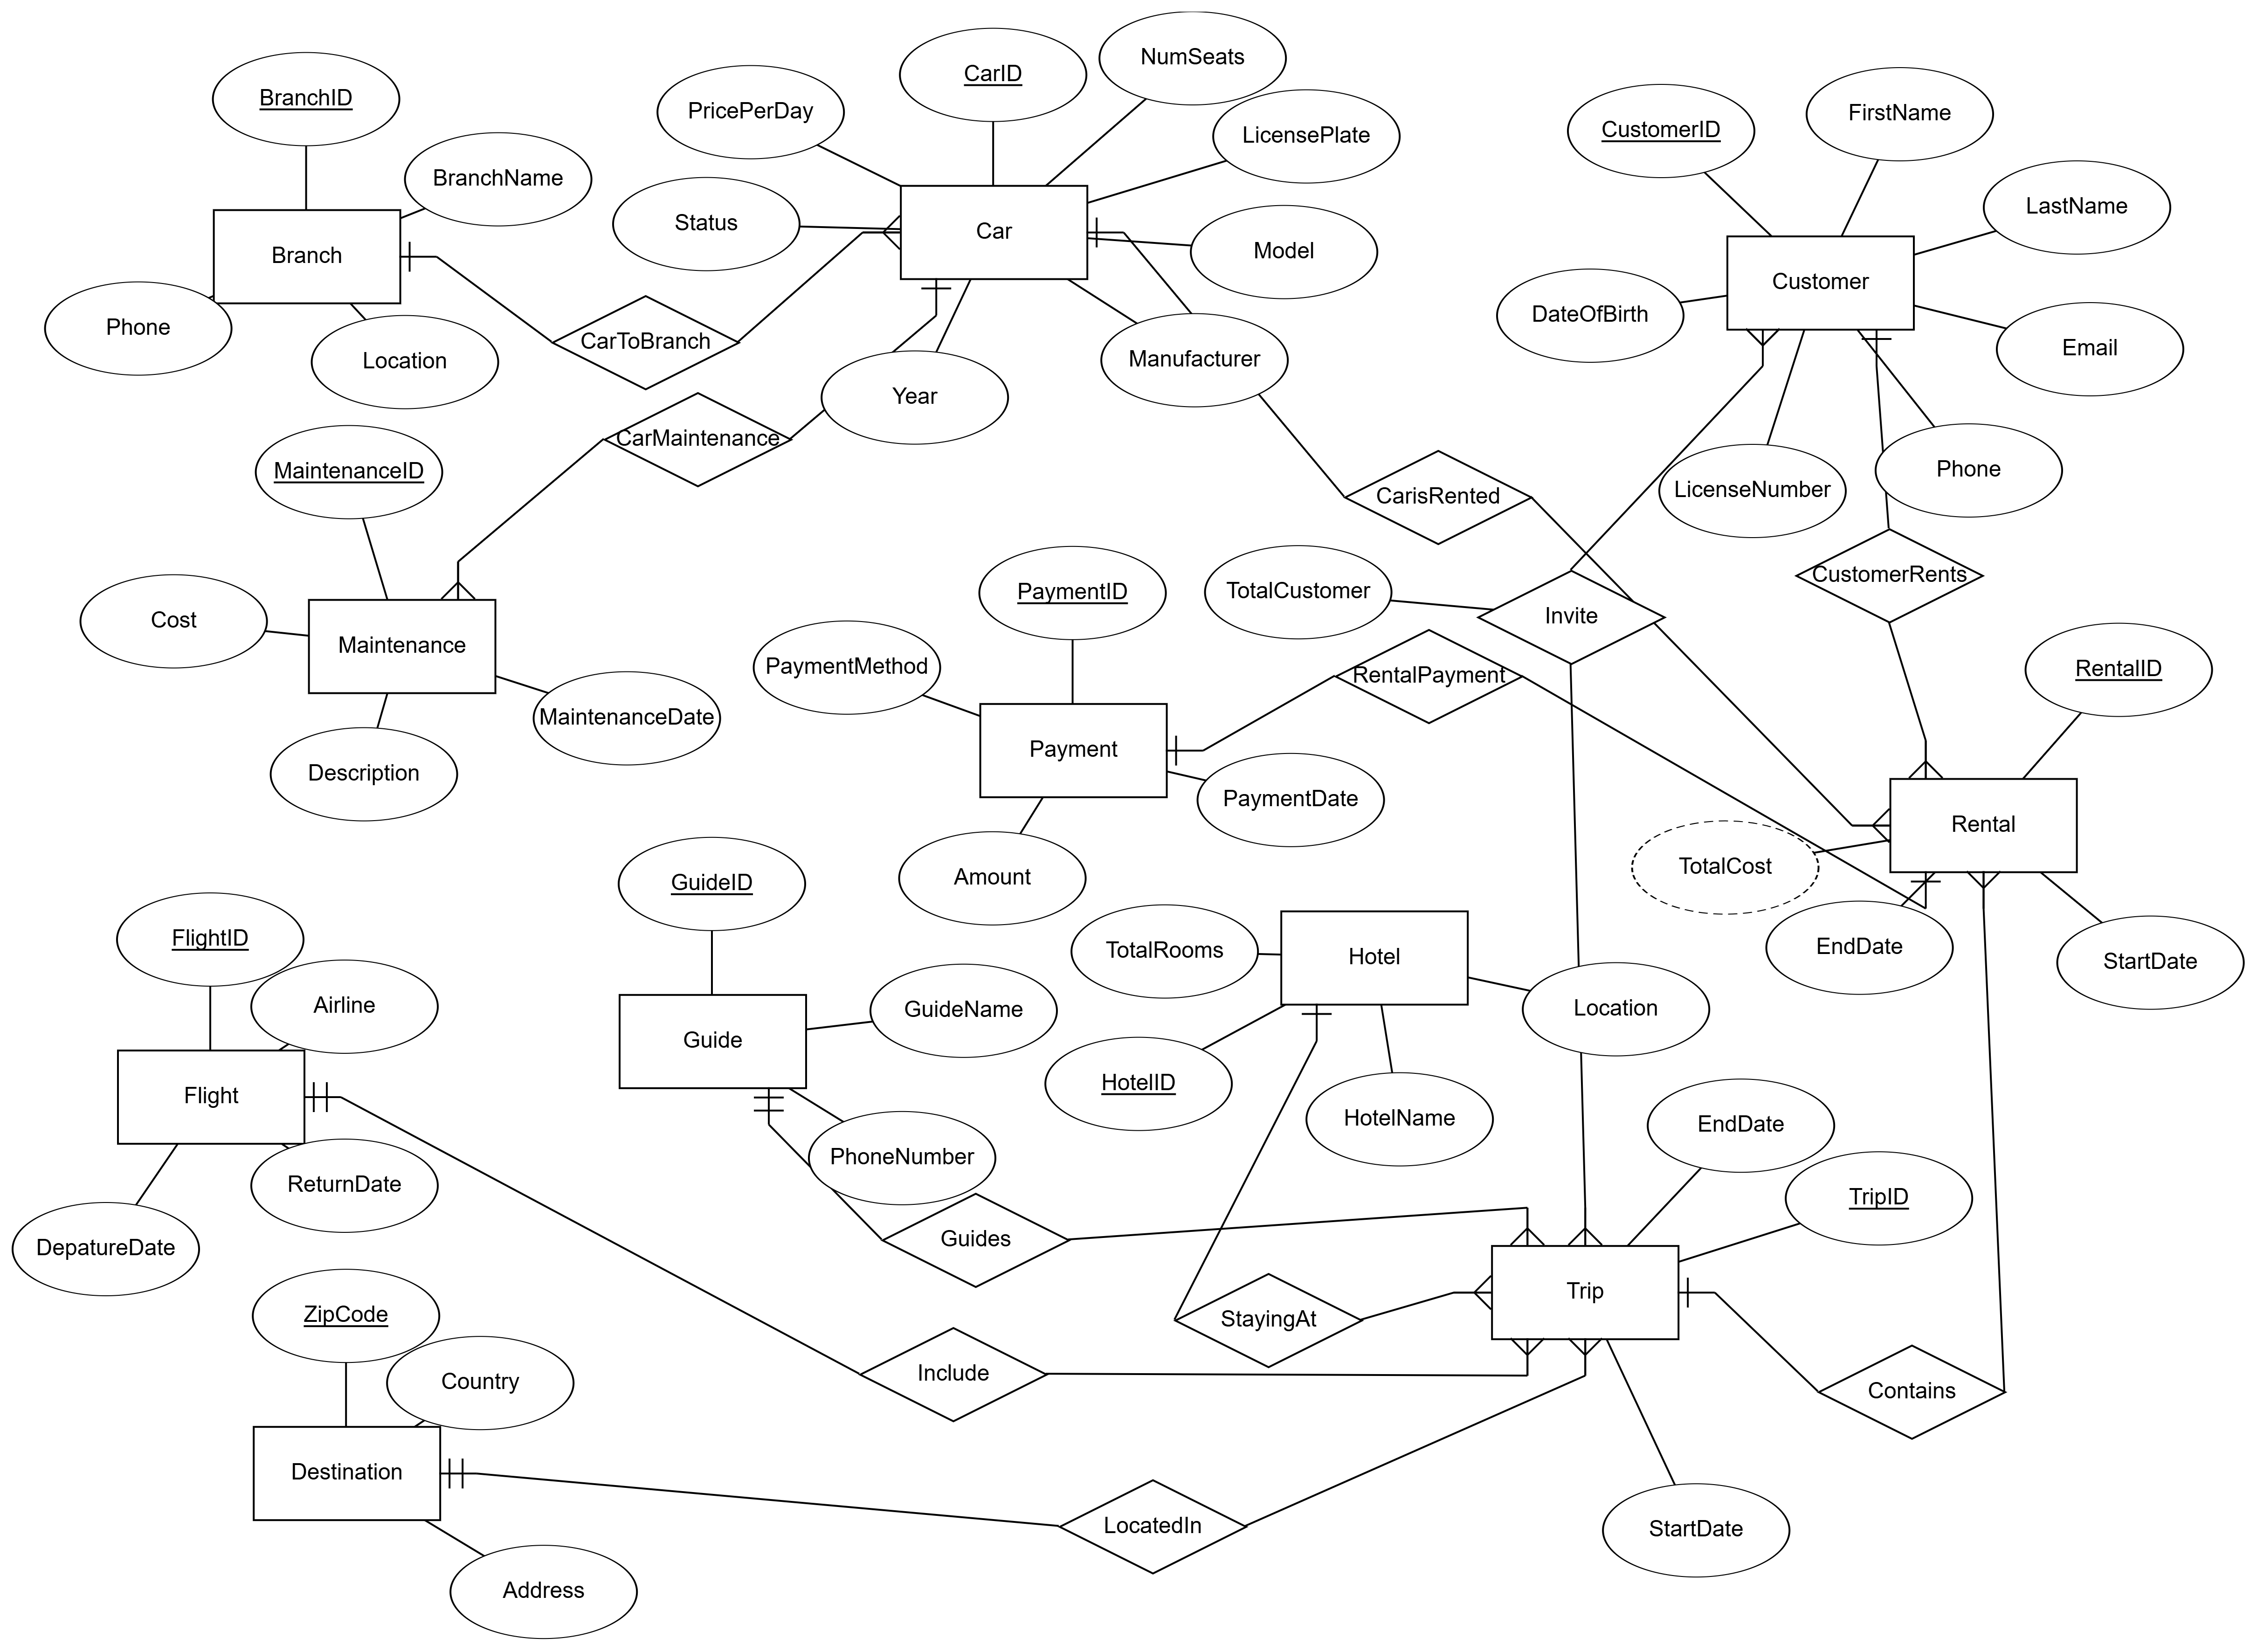 NumSeats
CarID
BranchID
PricePerDay
FirstName
CustomerID
LicensePlate
BranchName
LastName
Status
Car
Model
Branch
Customer
DateOfBirth
Phone
CarToBranch
Email
Location
Manufacturer
Year
CarMaintenance
MaintenanceID
Phone
LicenseNumber
CarisRented
CustomerRents
PaymentID
TotalCustomer
Invite
Cost
Maintenance
PaymentMethod
RentalPayment
RentalID
MaintenanceDate
Payment
Description
PaymentDate
Rental
TotalCost
Amount
GuideID
FlightID
TotalRooms
Hotel
EndDate
StartDate
Airline
GuideName
Location
Guide
HotelID
Flight
HotelName
EndDate
PhoneNumber
ReturnDate
TripID
Guides
DepatureDate
Trip
ZipCode
StayingAt
Include
Country
Contains
Destination
LocatedIn
StartDate
Address